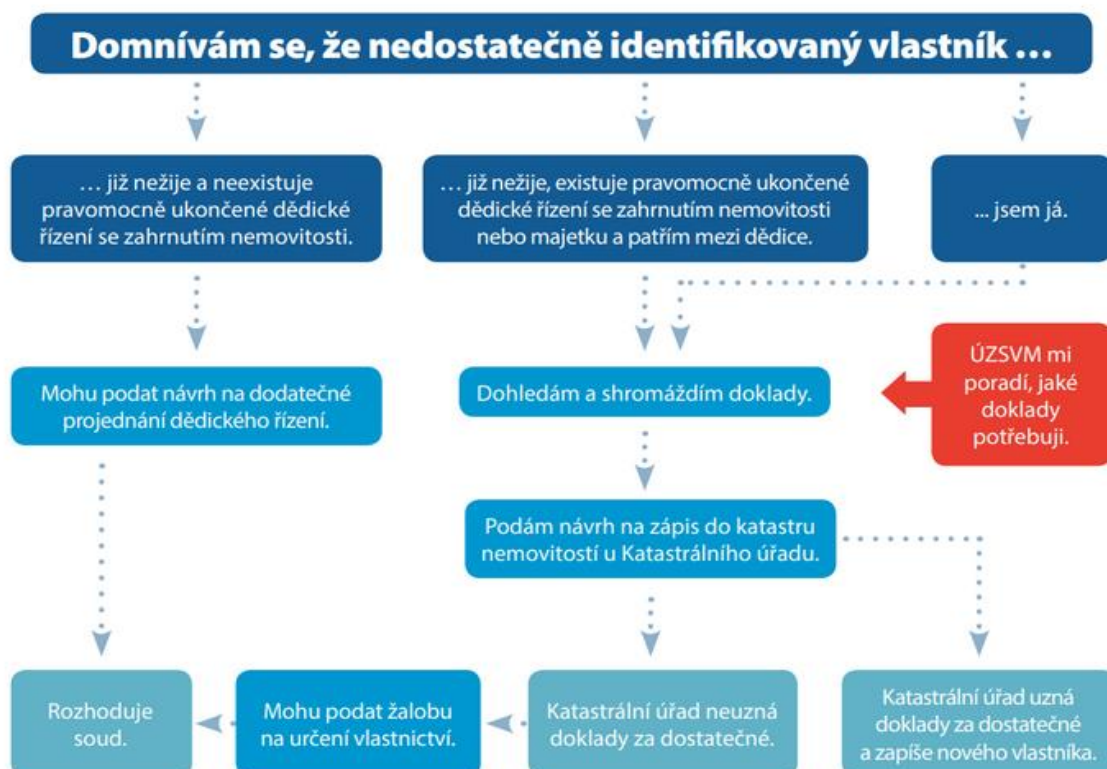 Domnívám se, že nedostatečně identifikovaný vlastník ...
... již nežije a neexistuje
pravomocně ukončené dědické
řízení se zahrnutím nemovitosti.
... již nežije, existuje pravomocně ukončené
dědické řízení se zahrnutím nemovitosti
nebo majetku a patřím mezi dědice.
... jsem já.
Mohu podat návrh na dodatečné
projednání dědického řízení.
Dohledám a shromáždím doklady.
ÚZSVM mi
poradí, jaké
doklady
potřebuji.
Podám návrh na zápis do katastru
nemovitostí u Katastrálního úřadu.
Rozhoduje
soud.
Mohu podat žalobu
na určení vlastnictví.
Katastrální úřad neuzná
doklady za dostatečné.
Katastrální úřad uzná
doklady za dostatečné
a zapíše nového vlastníka.